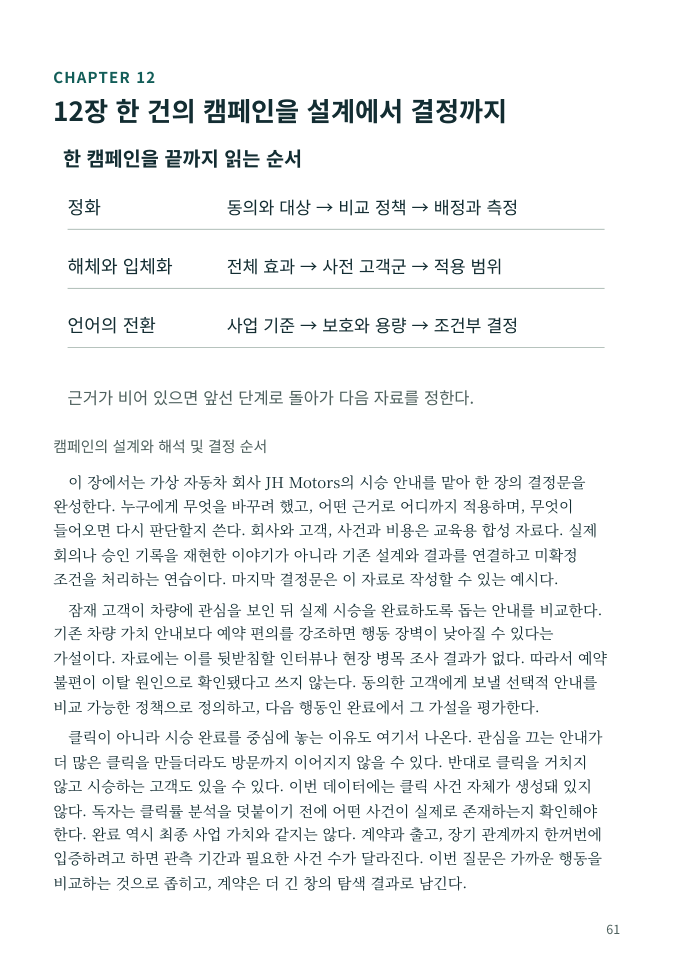 CHAPTER 12
12장 한 건의 캠페인을 설계에서 결정까지
한 캠페인을 끝까지 읽는 순서
정화 동의와 대상 → 비교 정책 → 배정과 측정
해체와 입체화 전체 효과 → 사전 고객군 → 적용 범위
언어의 전환 사업 기준 → 보호와 용량 → 조건부 결정
근거가 비어 있으면 앞선 단계로 돌아가 다음 자료를 정한다.
캠페인의 설계와 해석 및 결정 순서
이 장에서는 가상 자동차 회사 JH Motors의 시승 안내를 맡아 한 장의 결정문을
완성한다. 누구에게 무엇을 바꾸려 했고, 어떤 근거로 어디까지 적용하며, 무엇이
들어오면 다시 판단할지 쓴다. 회사와 고객, 사건과 비용은 교육용 합성 자료다. 실제
회의나 승인 기록을 재현한 이야기가 아니라 기존 설계와 결과를 연결하고 미확정
조건을 처리하는 연습이다. 마지막 결정문은 이 자료로 작성할 수 있는 예시다.
잠재 고객이 차량에 관심을 보인 뒤 실제 시승을 완료하도록 돕는 안내를 비교한다.
기존 차량 가치 안내보다 예약 편의를 강조하면 행동 장벽이 낮아질 수 있다는
가설이다. 자료에는 이를 뒷받침할 인터뷰나 현장 병목 조사 결과가 없다. 따라서 예약
불편이 이탈 원인으로 확인됐다고 쓰지 않는다. 동의한 고객에게 보낼 선택적 안내를
비교 가능한 정책으로 정의하고, 다음 행동인 완료에서 그 가설을 평가한다.
클릭이 아니라 시승 완료를 중심에 놓는 이유도 여기서 나온다. 관심을 끄는 안내가
더 많은 클릭을 만들더라도 방문까지 이어지지 않을 수 있다. 반대로 클릭을 거치지
않고 시승하는 고객도 있을 수 있다. 이번 데이터에는 클릭 사건 자체가 생성돼 있지
않다. 독자는 클릭률 분석을 덧붙이기 전에 어떤 사건이 실제로 존재하는지 확인해야
한다. 완료 역시 최종 사업 가치와 같지는 않다. 계약과 출고, 장기 관계까지 한꺼번에
입증하려고 하면 관측 기간과 필요한 사건 수가 달라진다. 이번 질문은 가까운 행동을
비교하는 것으로 좁히고, 계약은 더 긴 창의 탐색 결과로 남긴다.
61